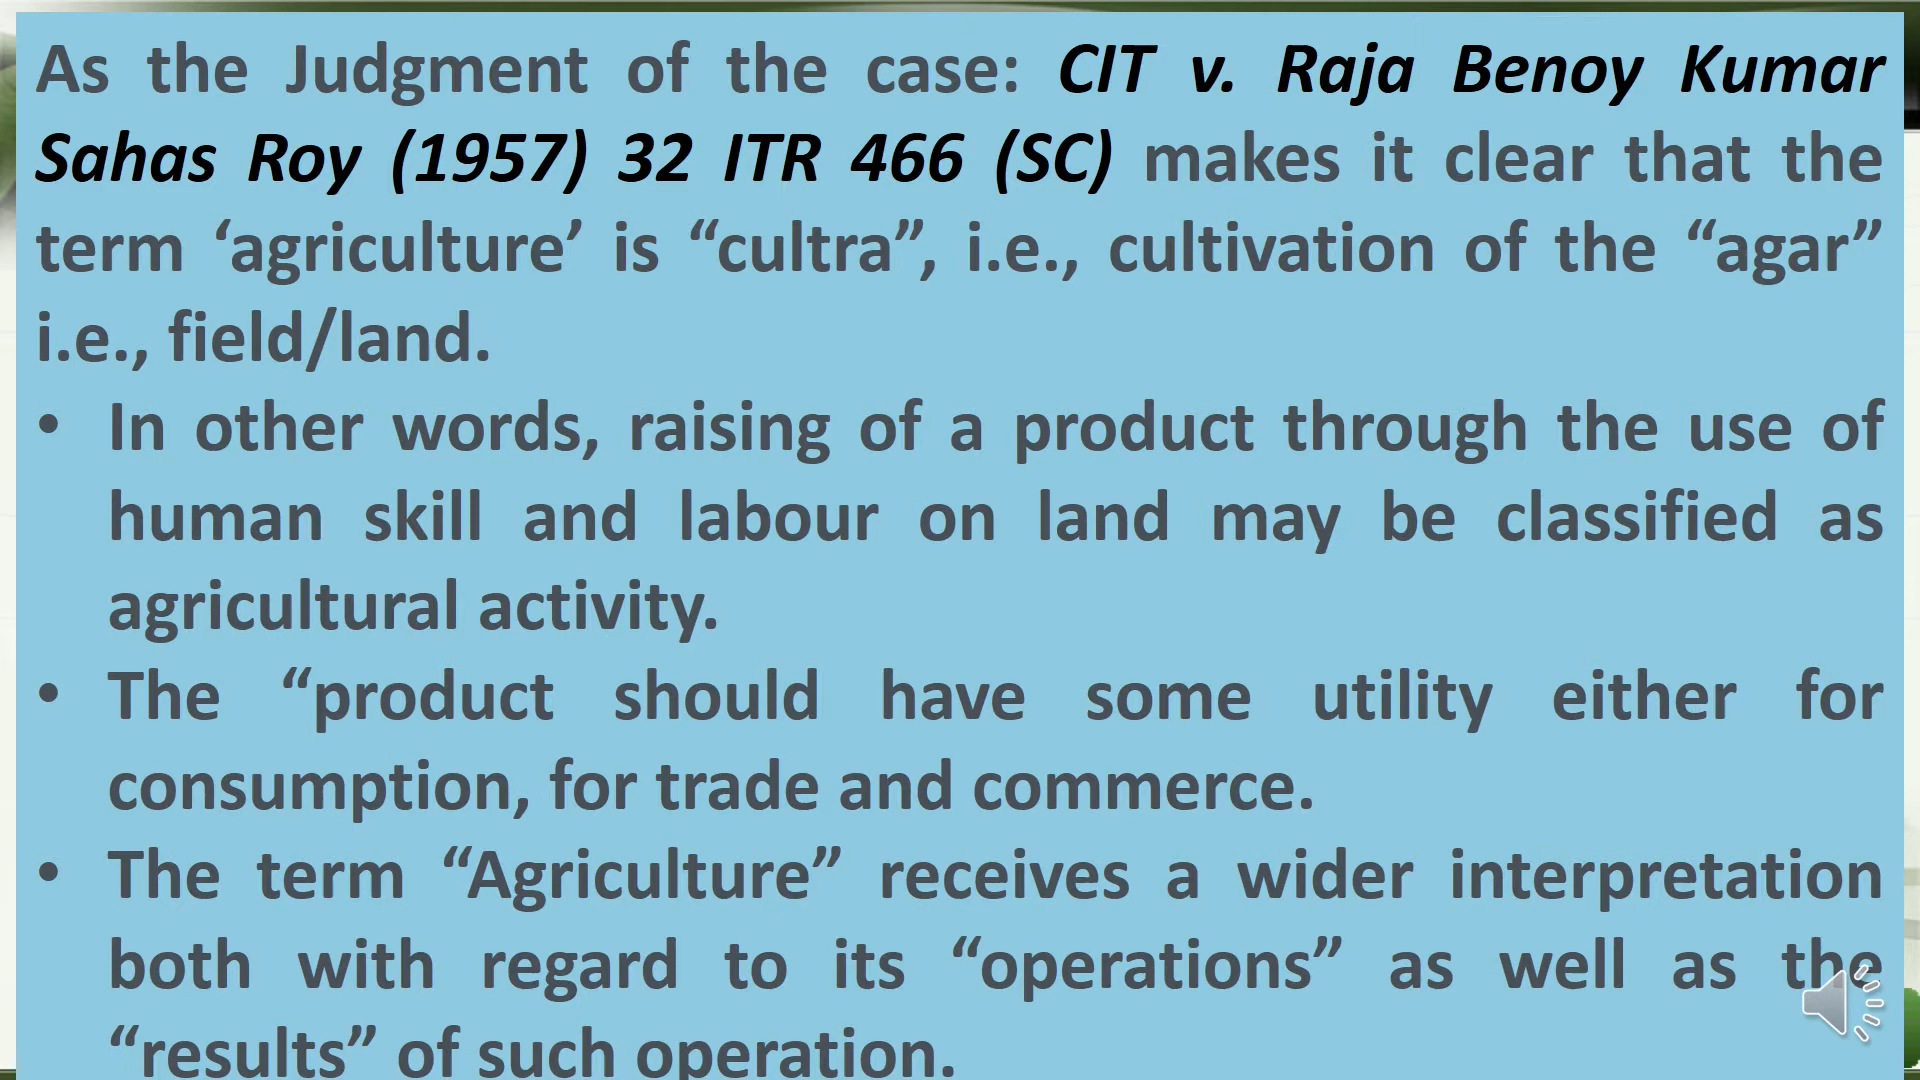 As the Judgment of the case: CIT v. Raja Benoy Kumar
Sahas Roy (1957) 32 ITR 466 (SC) makes it clear that the
term ‘agriculture’ is “cultra”, i.e., cultivation of the “agar”
i.e., field/land.
• In other words, raising of a product through the use of
human skill and labour on land may be classified as
agricultural activity.
• The “product should have some utility either for
consumption, for trade and commerce.
• The term “Agriculture” receives a wider interpretation
both with regard to its “operations” as well as the
“results” of such operation.